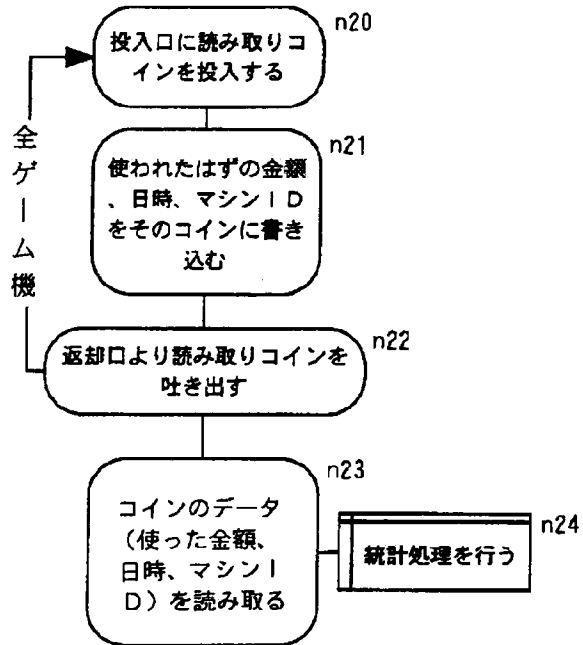 n20
投入口に読み取りコ
インを投入する
全ゲーム機
n21
使われたはずの金額
、日時、マシンＩＤ
をそのコインに書き
込む
n22
返却口より読み取りコインを
吐き出す
n23
コインのデータ
（使った金額、
日時、マシンＩ
Ｄ）を読み取る
n24
統計処理を行う